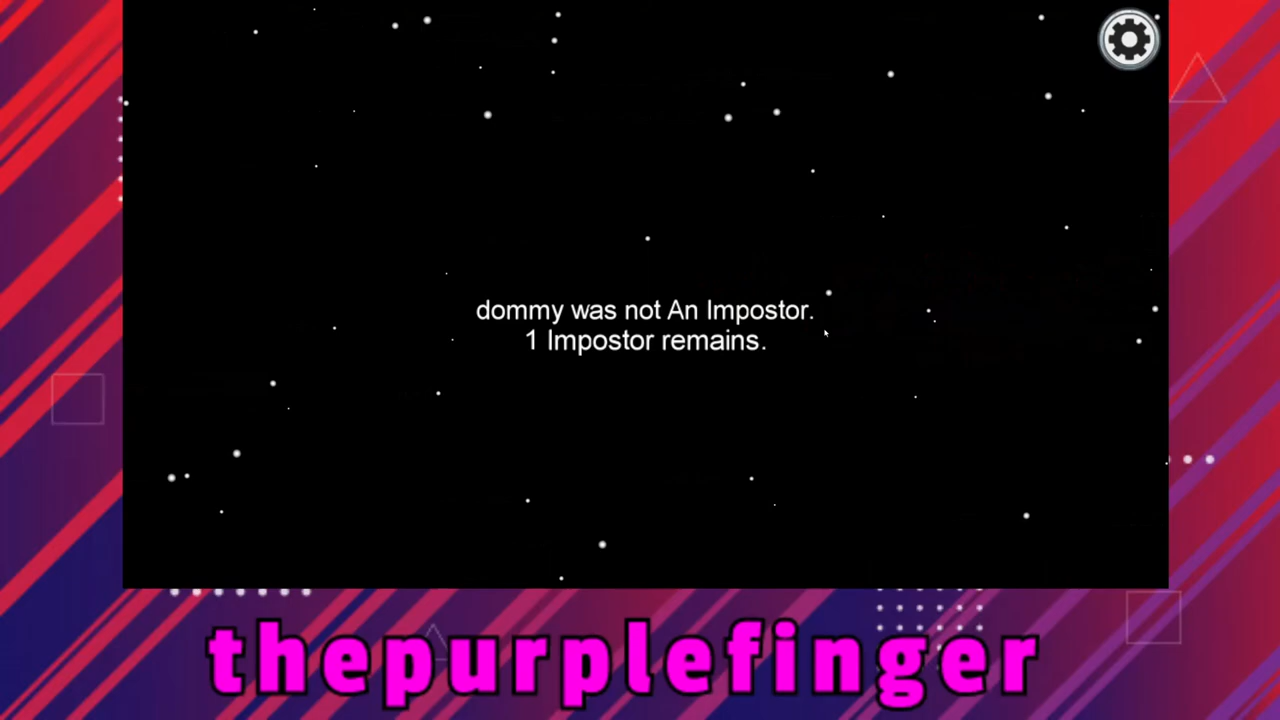 dommy was not An Impostor.
1 Impostor remains.
thepurplefinger